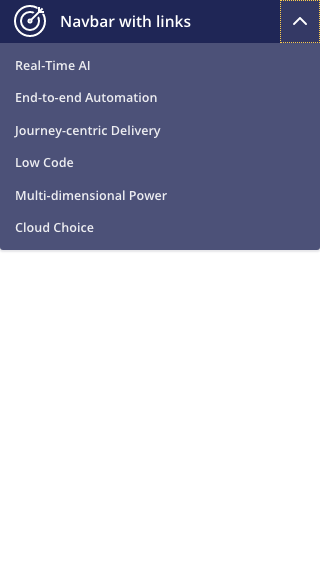 Navbar with links
Real-Time AI
End-to-end Automation
Journey-centric Delivery
Low Code
Multi-dimensional Power
Cloud Choice